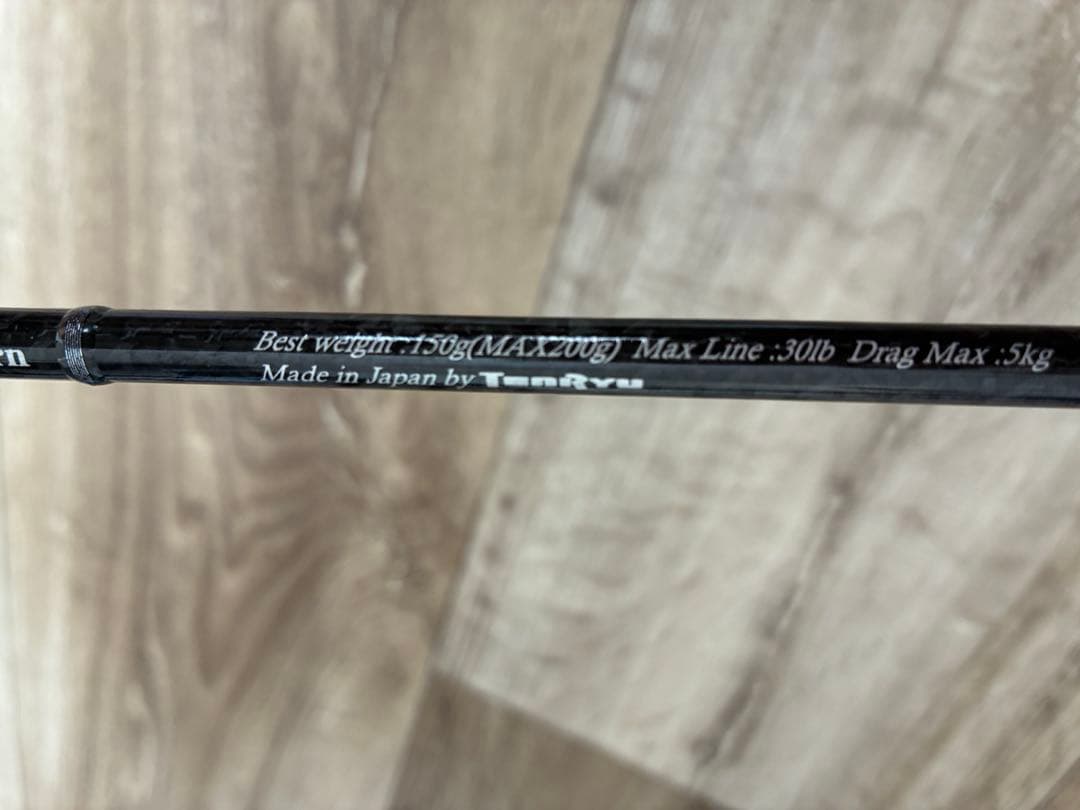 Best weight :150g(MAX200g) Max Line :30lb Drag Max :5kg
Made in Japan by TenRyu